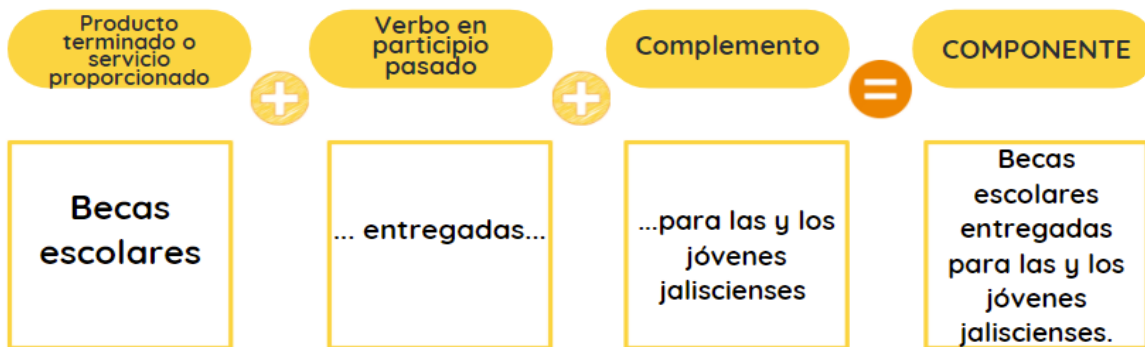 Producto
terminado o
servicio
proporcionado
Verbo en
participio
pasado
Complemento
COMPONENTE
Becas
escolares
... entregadas...
...para las y los
jóvenes
jaliscienses
Becas
escolares
entregadas
para las y los
jóvenes
jaliscienses.